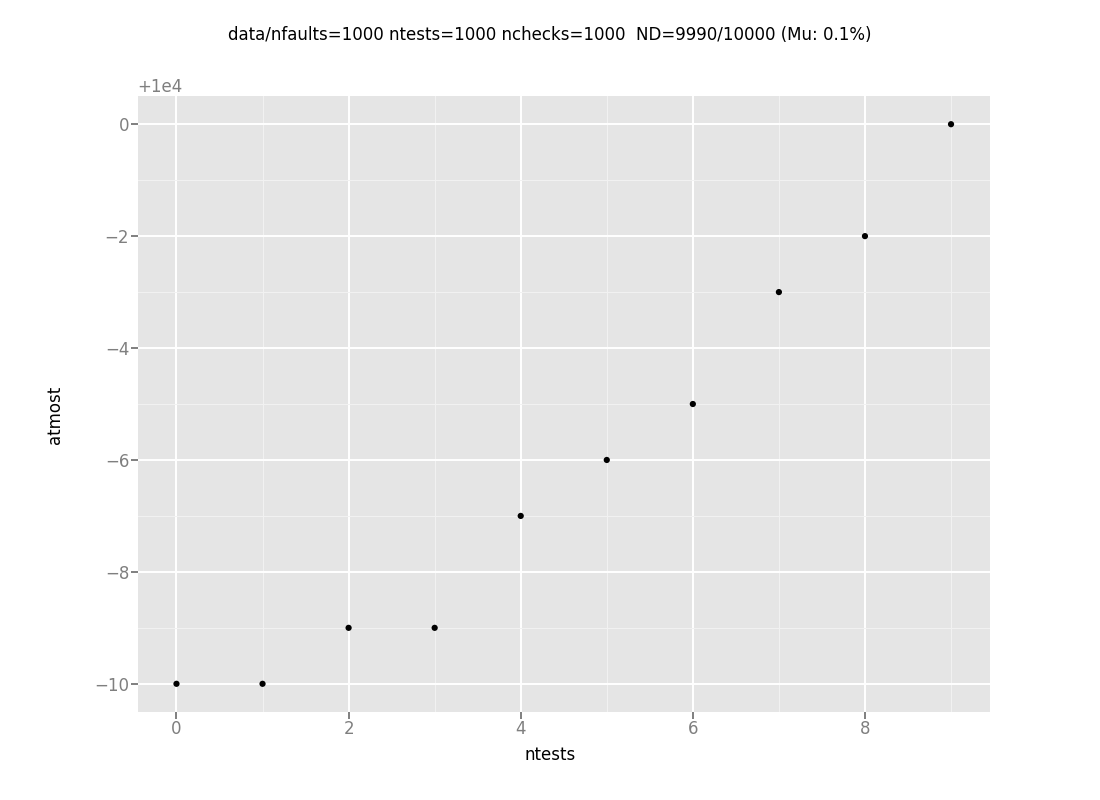 data/nfaults=1000 ntests=1000 nchecks=1000  ND=9990/10000 (Mu: 0.1%)
+1e4
0
−2
−4
−6
−8
−10
atmost
0 2 4 6 8
ntests